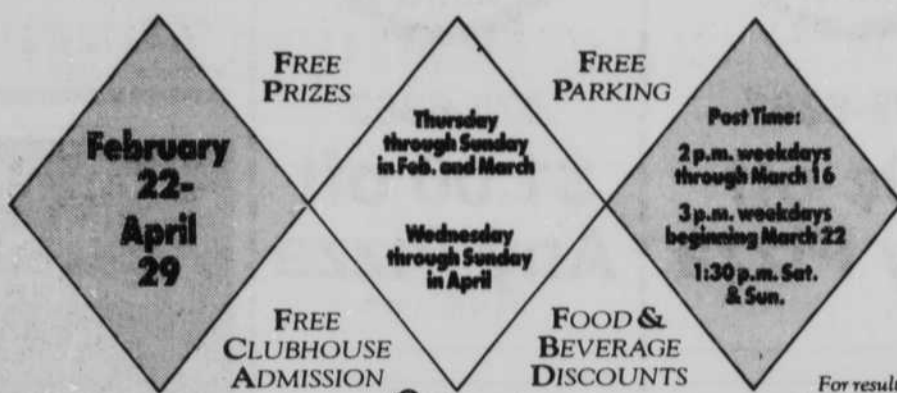 February
22-
April
29
FREE
PRIZES
Thursday
through Sunday
in Feb. and March
Wednesday
through Sunday
in April
FREE
CLUBHOUSE
ADMISSION
FREE
PARKING
FOOD &
BEVERAGE
DISCOUNTS
Post Time:
2 p.m. weekdays
through March 16
3 p.m. weekdays
beginning March 22
1:30 p.m. Sat.
& Sun.
For result